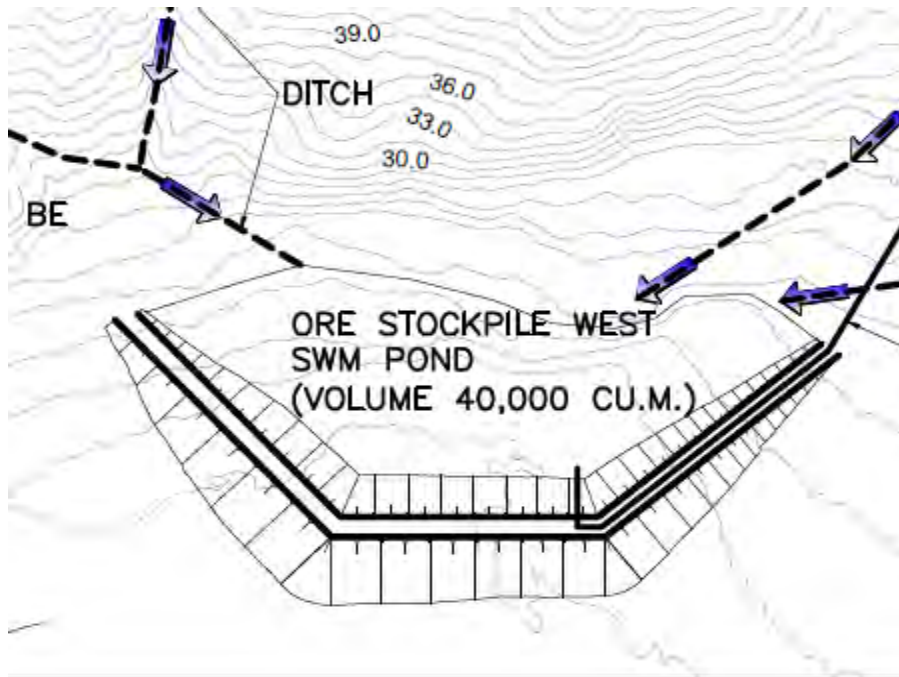 39.0
DITCH
36.0
33.0
30.0
BE
ORE STOCKPILE WEST
SWM POND
(VOLUME 40,000 CU.M.)